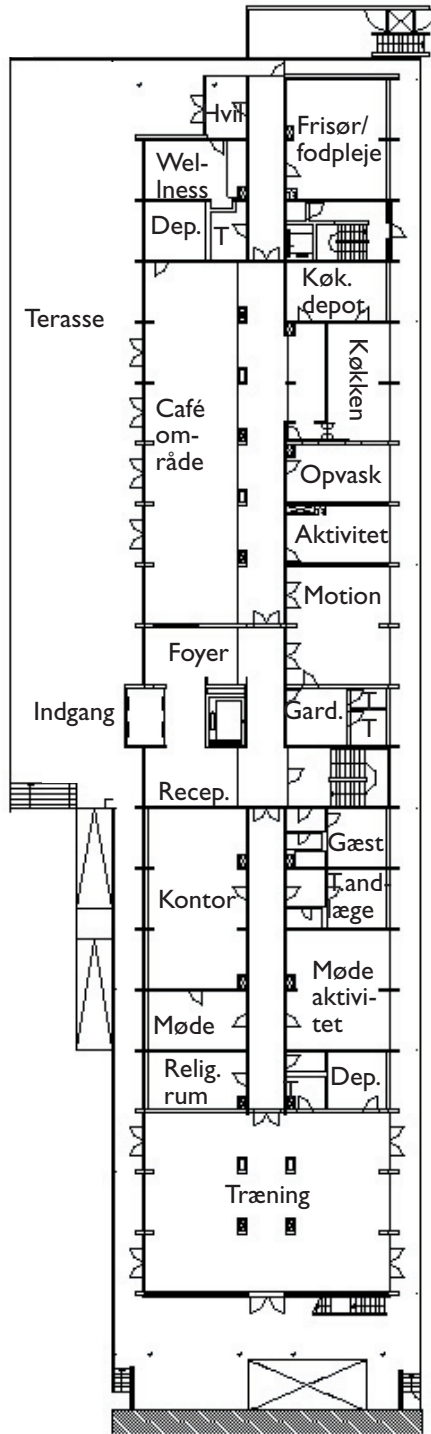 Hvil
Frisør/
fodpleje
Wel-
lness
Dep.
T
Køk.
depot
Terasse
Køkken
Café
om-
råde
Opvask
Aktivitet
Motion
Foyer
Indgang
Gard.
T
T
Recep.
Gæst
Tand-
læge
Kontor
Møde
aktivi-
tet
Møde
Relig.
rum
T
Dep.
Træning